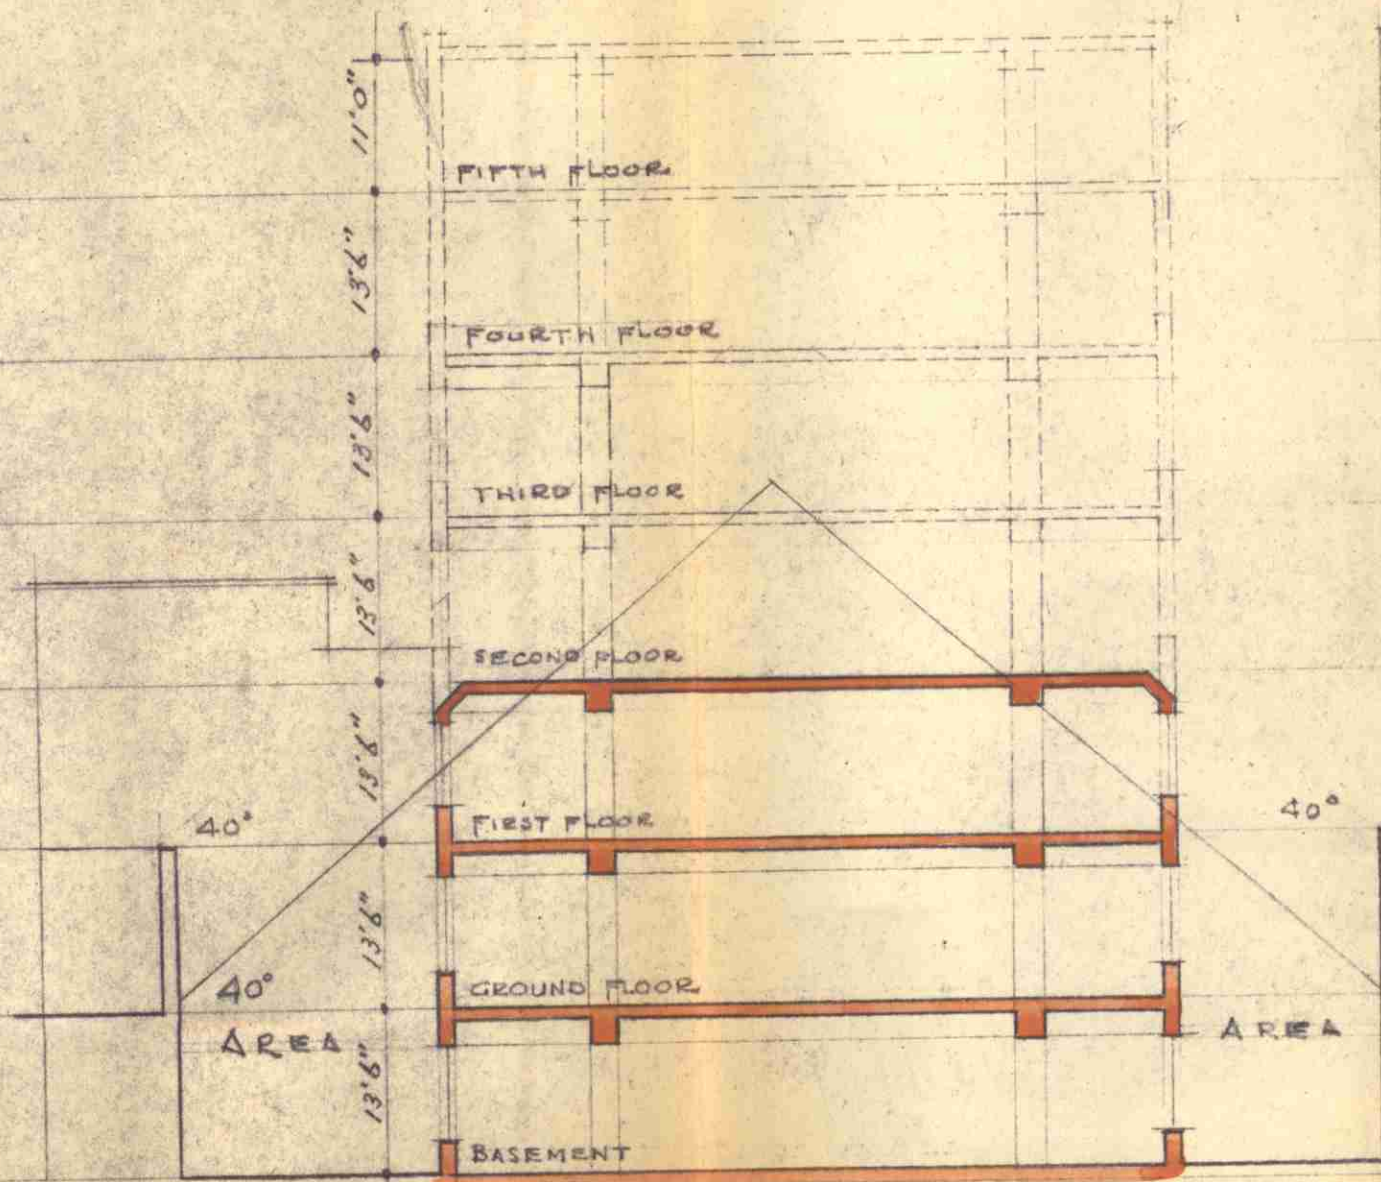 11'0"
FIFTH FLOOR
13'6"
FOURTH FLOOR
13'6"
THIRD FLOOR
13'6"
SECOND FLOOR
13'6"
40°
FIRST FLOOR
40°
13'6"
40°
GROUND FLOOR
AREA
AREA
13'6"
BASEMENT